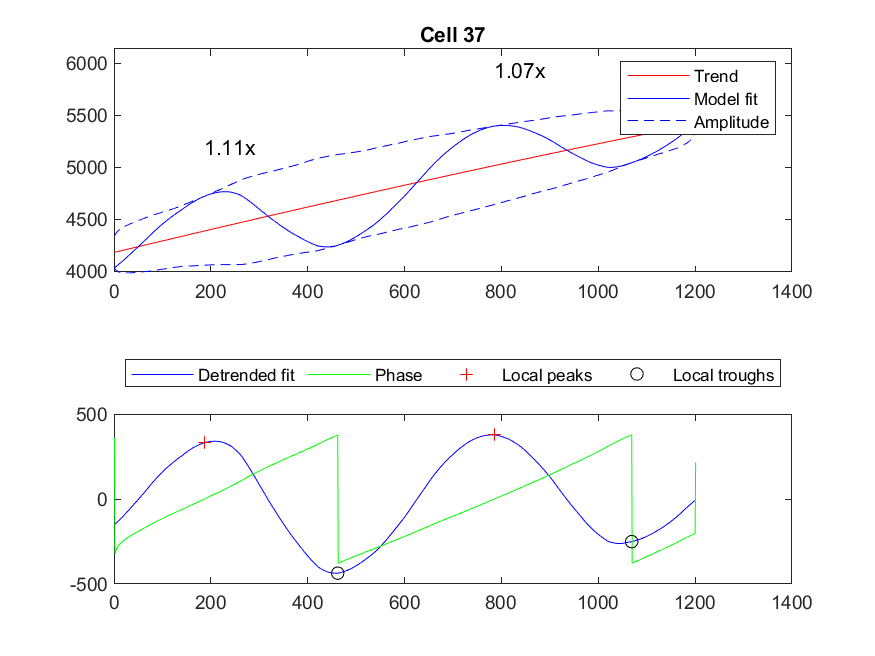 Cell 37
6000
5500
5000
4500
4000
1.11x
1.07x
Trend
Model fit
Amplitude
0 200 400 600 800 1000 1200 1400
Detrended fit Phase Local peaks Local troughs
500
0
-500
0 200 400 600 800 1000 1200 1400